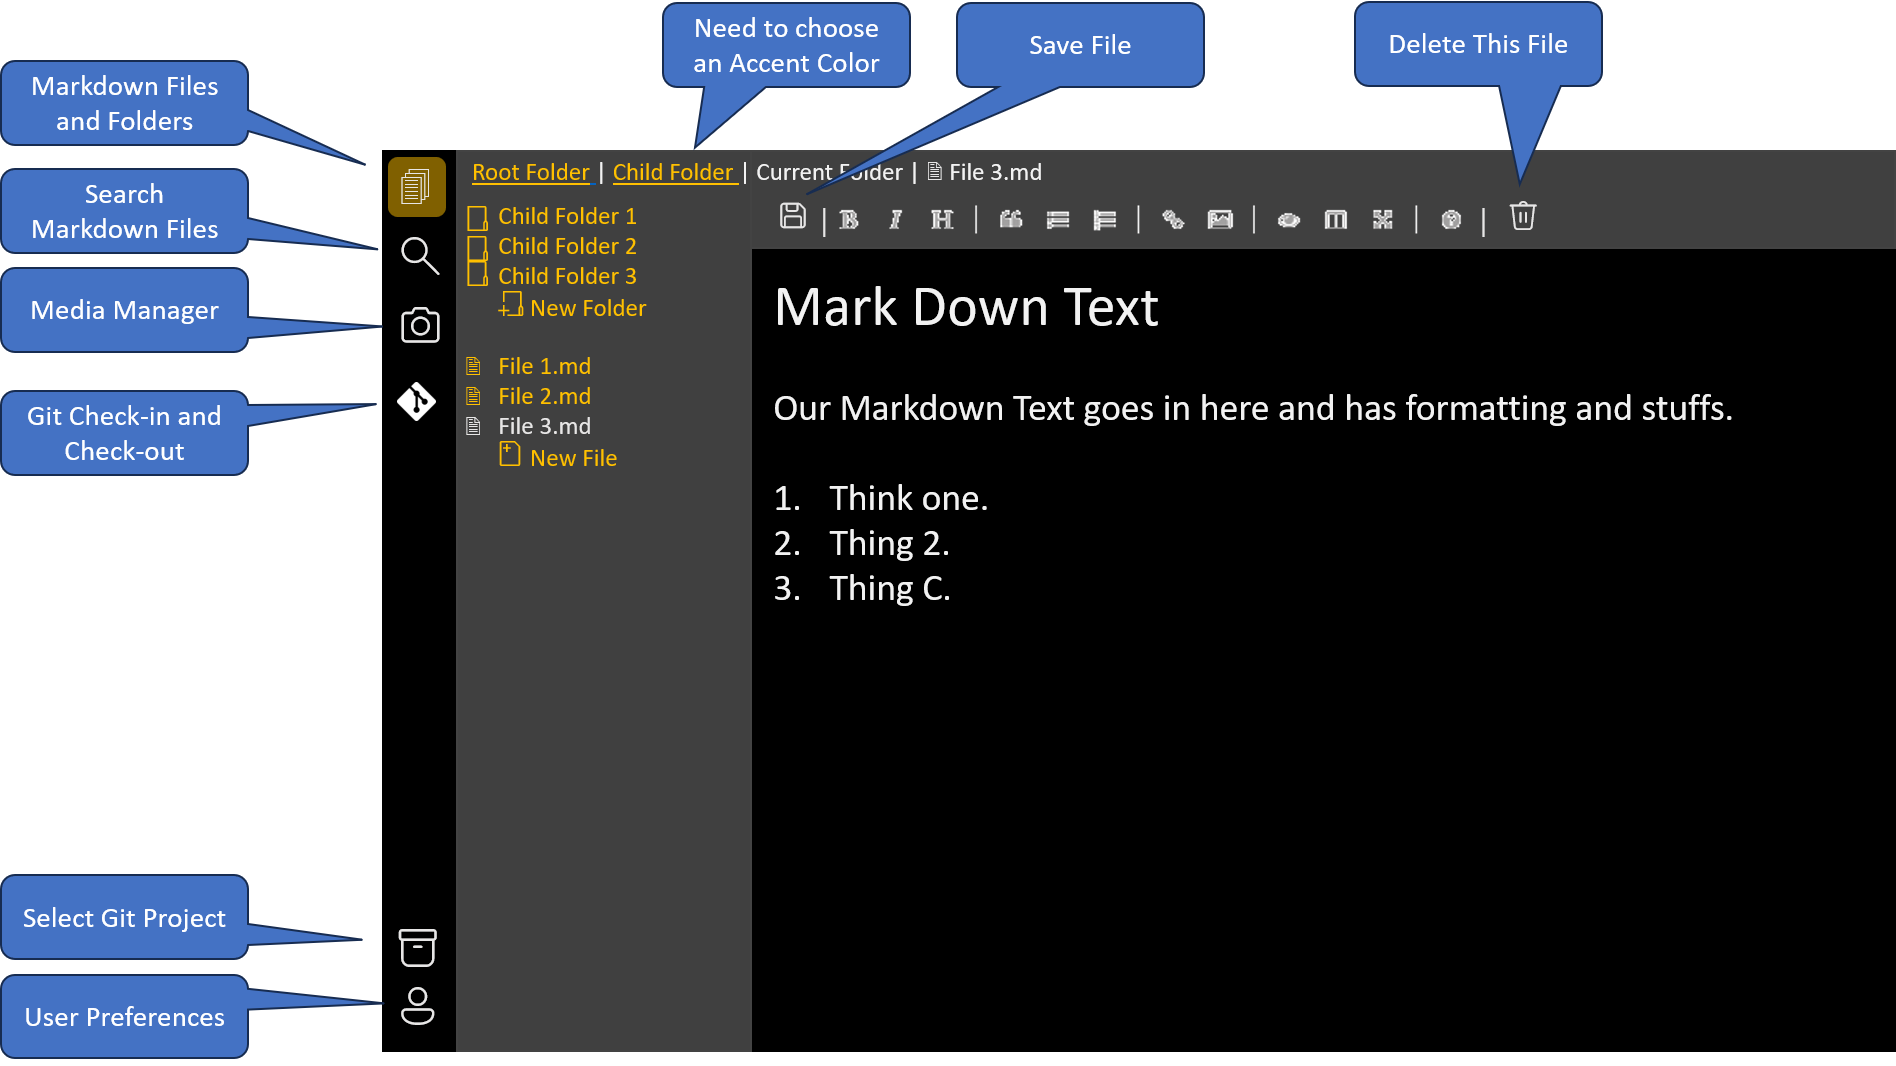 Need to choose
an Accent Color
Save File
Delete This File
Markdown Files
and Folders
Search
Markdown Files
Media Manager
Git Check-in and
Check-out
Select Git Project
User Preferences
Root Folder | Child Folder | Current Folder | File 3.md
Child Folder 1
Child Folder 2
Child Folder 3
New Folder
File 1.md
File 2.md
File 3.md
New File
| B I H | | | | |
Mark Down Text
Our Markdown Text goes in here and has formatting and stuffs.
1. Think one.
2. Thing 2.
3. Thing C.